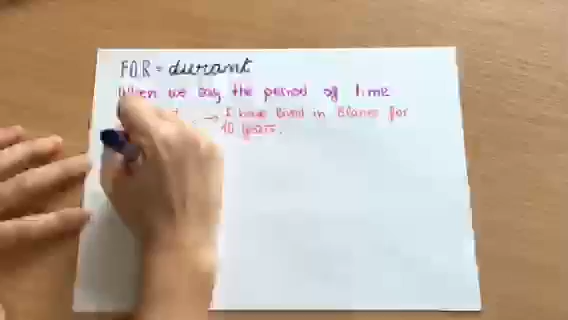 FOR = durant
When we say the period of time
→ I have lived in Blanes for
10 years.